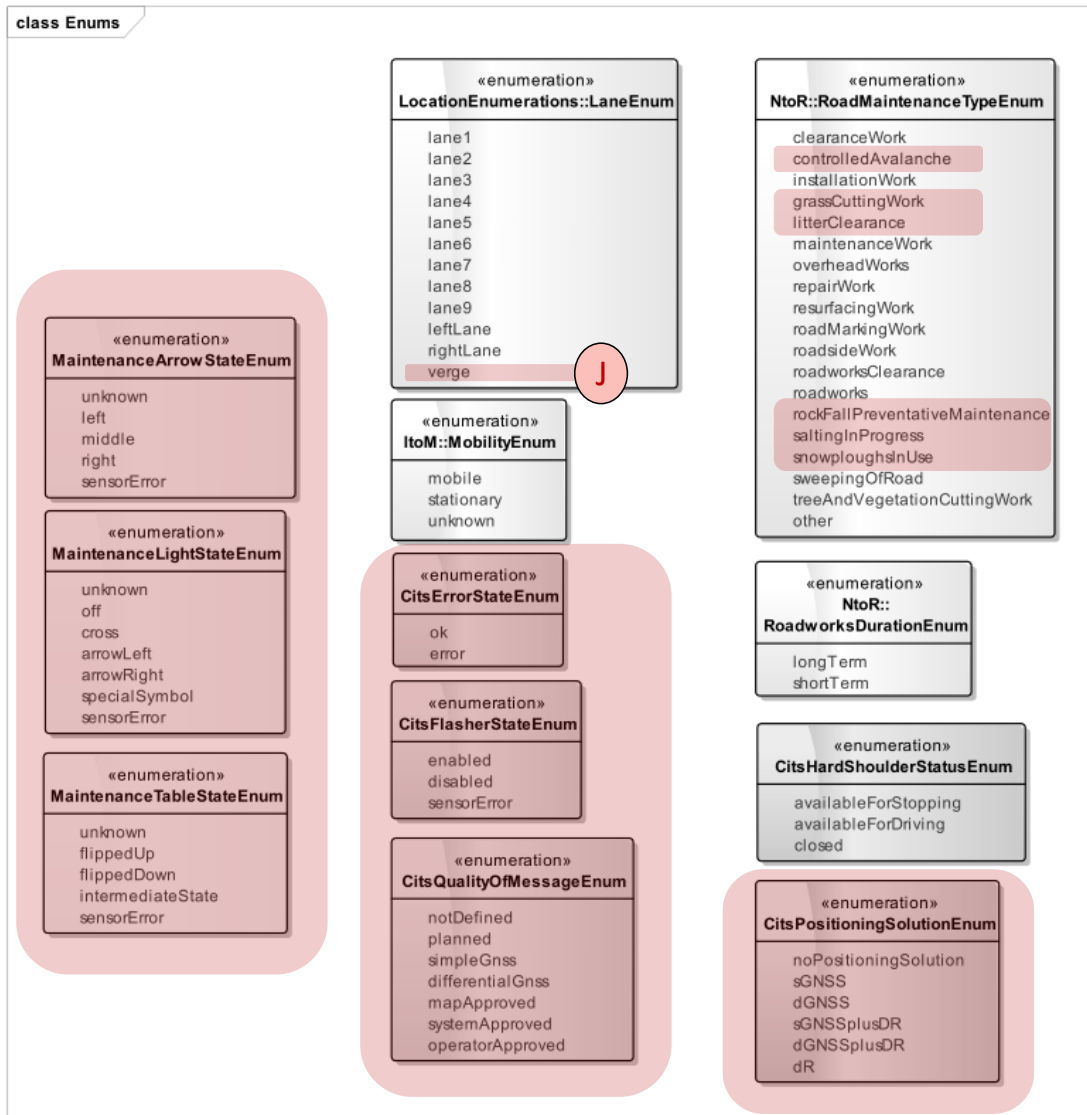 class Enums
«enumeration»
LocationEnumerations::LaneEnum
lane1
lane2
lane3
lane4
lane5
lane6
lane7
lane8
lane9
leftLane
rightLane
verge
J
«enumeration»
NtoR::RoadMaintenanceTypeEnum
clearanceWork
controlledAvalanche
installationWork
grassCuttingWork
litterClearance
maintenanceWork
overheadWorks
repairWork
resurfacingWork
roadMarkingWork
roadsideWork
roadworksClearance
roadworks
rockFallPreventativeMaintenance
saltingInProgress
snowploughsInUse
sweepingOfRoad
treeAndVegetationCuttingWork
other
«enumeration»
MaintenanceArrowStateEnum
unknown
left
middle
right
sensorError
«enumeration»
ItoM::MobilityEnum
mobile
stationary
unknown
«enumeration»
MaintenanceLightStateEnum
unknown
off
cross
arrowLeft
arrowRight
specialSymbol
sensorError
«enumeration»
CitsErrorStateEnum
ok
error
«enumeration»
NtoR::
RoadworksDurationEnum
longTerm
shortTerm
«enumeration»
CitsFlasherStateEnum
enabled
disabled
sensorError
«enumeration»
CitsHardShoulderStatusEnum
availableForStopping
availableForDriving
closed
«enumeration»
MaintenanceTableStateEnum
unknown
flippedUp
flippedDown
intermediateState
sensorError
«enumeration»
CitsQualityOfMessageEnum
notDefined
planned
simpleGnss
differentialGnss
mapApproved
systemApproved
operatorApproved
«enumeration»
CitsPositioningSolutionEnum
noPositioningSolution
sGNSS
dGNSS
sGNSSplusDR
dGNSSplusDR
dR